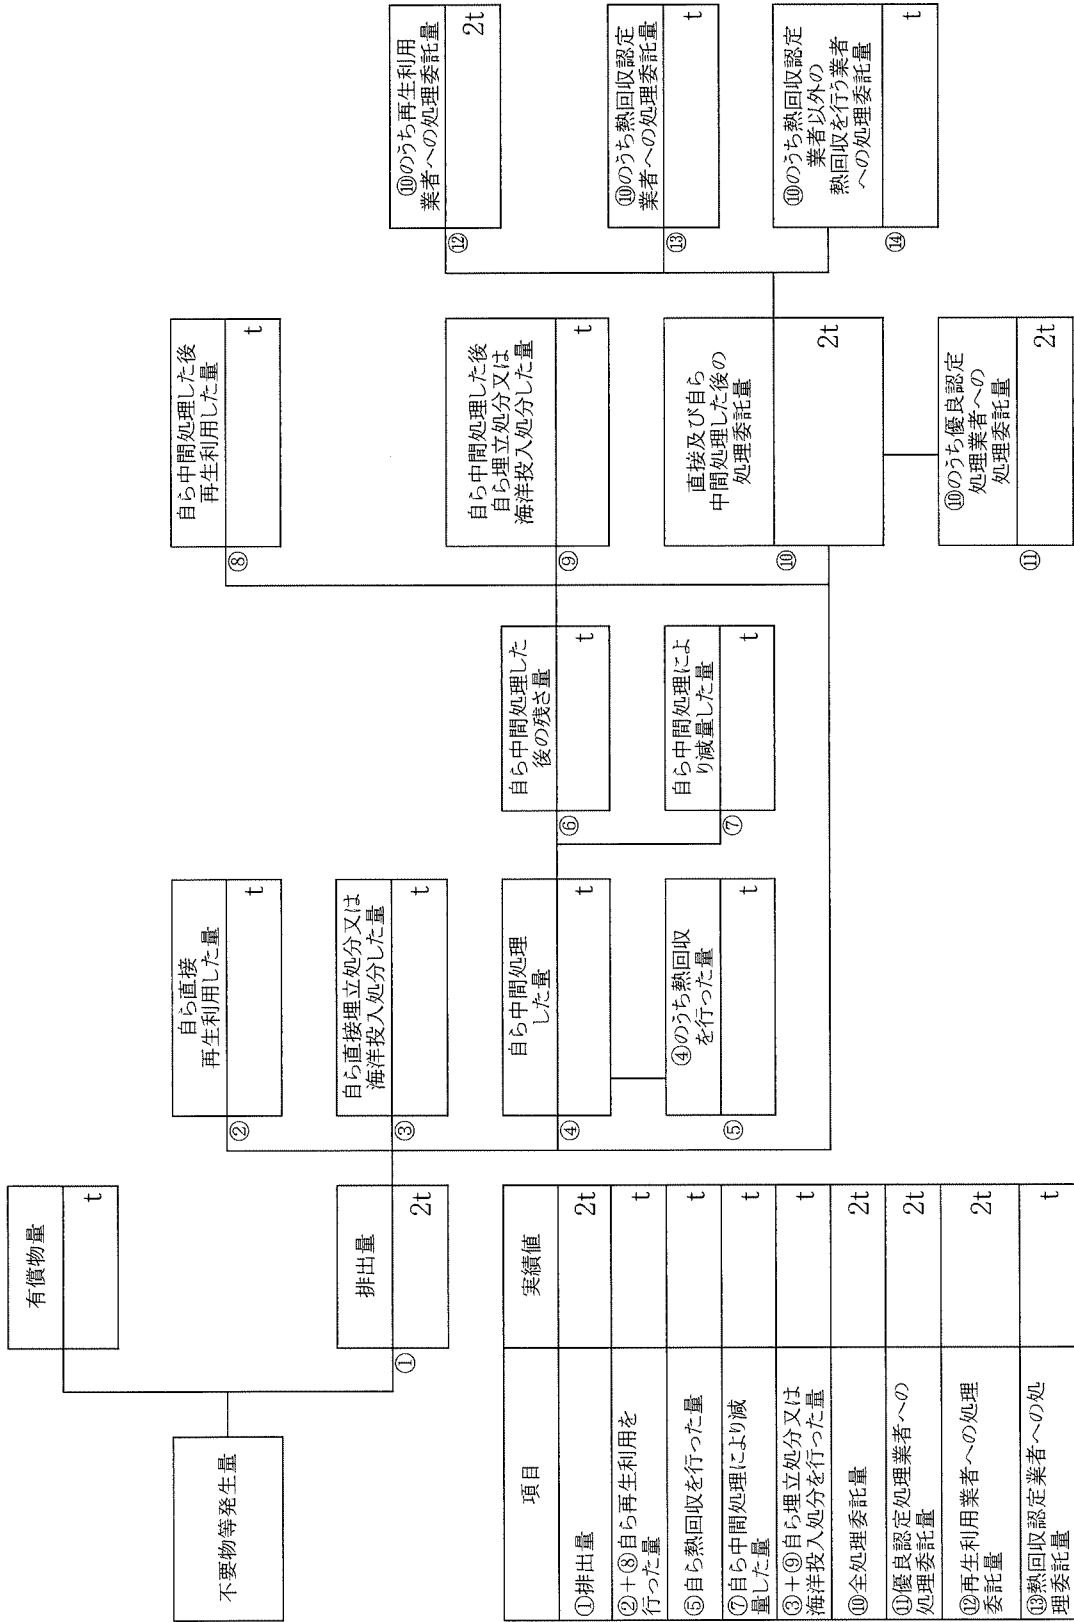 不要物等発生量
有償物量
t
①
排出量
2t
②
自ら直接
再生利用した量
t
③
自ら直接埋立処分又は
海洋投入処分した量
t
④
自ら中間処理
した量
t
⑤
④のうち熱回収
を行った量
t
⑥
自ら中間処理した
後の残さ量
t
⑦
自ら中間処理によ
り減量した量
t
⑧
自ら中間処理した後
再生利用した量
t
⑨
自ら中間処理した後
自ら埋立処分又は
海洋投入処分した量
t
⑩
直接及び自ら
中間処理した後の
処理委託量
2t
⑪
⑩のうち優良認定
処理業者への
処理委託量
2t
⑫
⑩のうち再生利用
業者への処理委託量
2t
⑬
⑩のうち熱回収認定
業者への処理委託量
t
⑭
⑩のうち熱回収認定
業者以外の
熱回収を行う業者
への処理委託量
t
項目 実績値
①排出量 2t
②+⑧自ら再生利用を
行った量 t
⑤自ら熱回収を行った量 t
⑦自ら中間処理により減
量した量 t
③+⑨自ら埋立処分又は
海洋投入処分を行った量 t
⑩全処理委託量 2t
⑪優良認定処理業者への
処理委託量 2t
⑫再生利用業者への処理
委託量 2t
⑬熱回収認定業者への処
理委託量 t